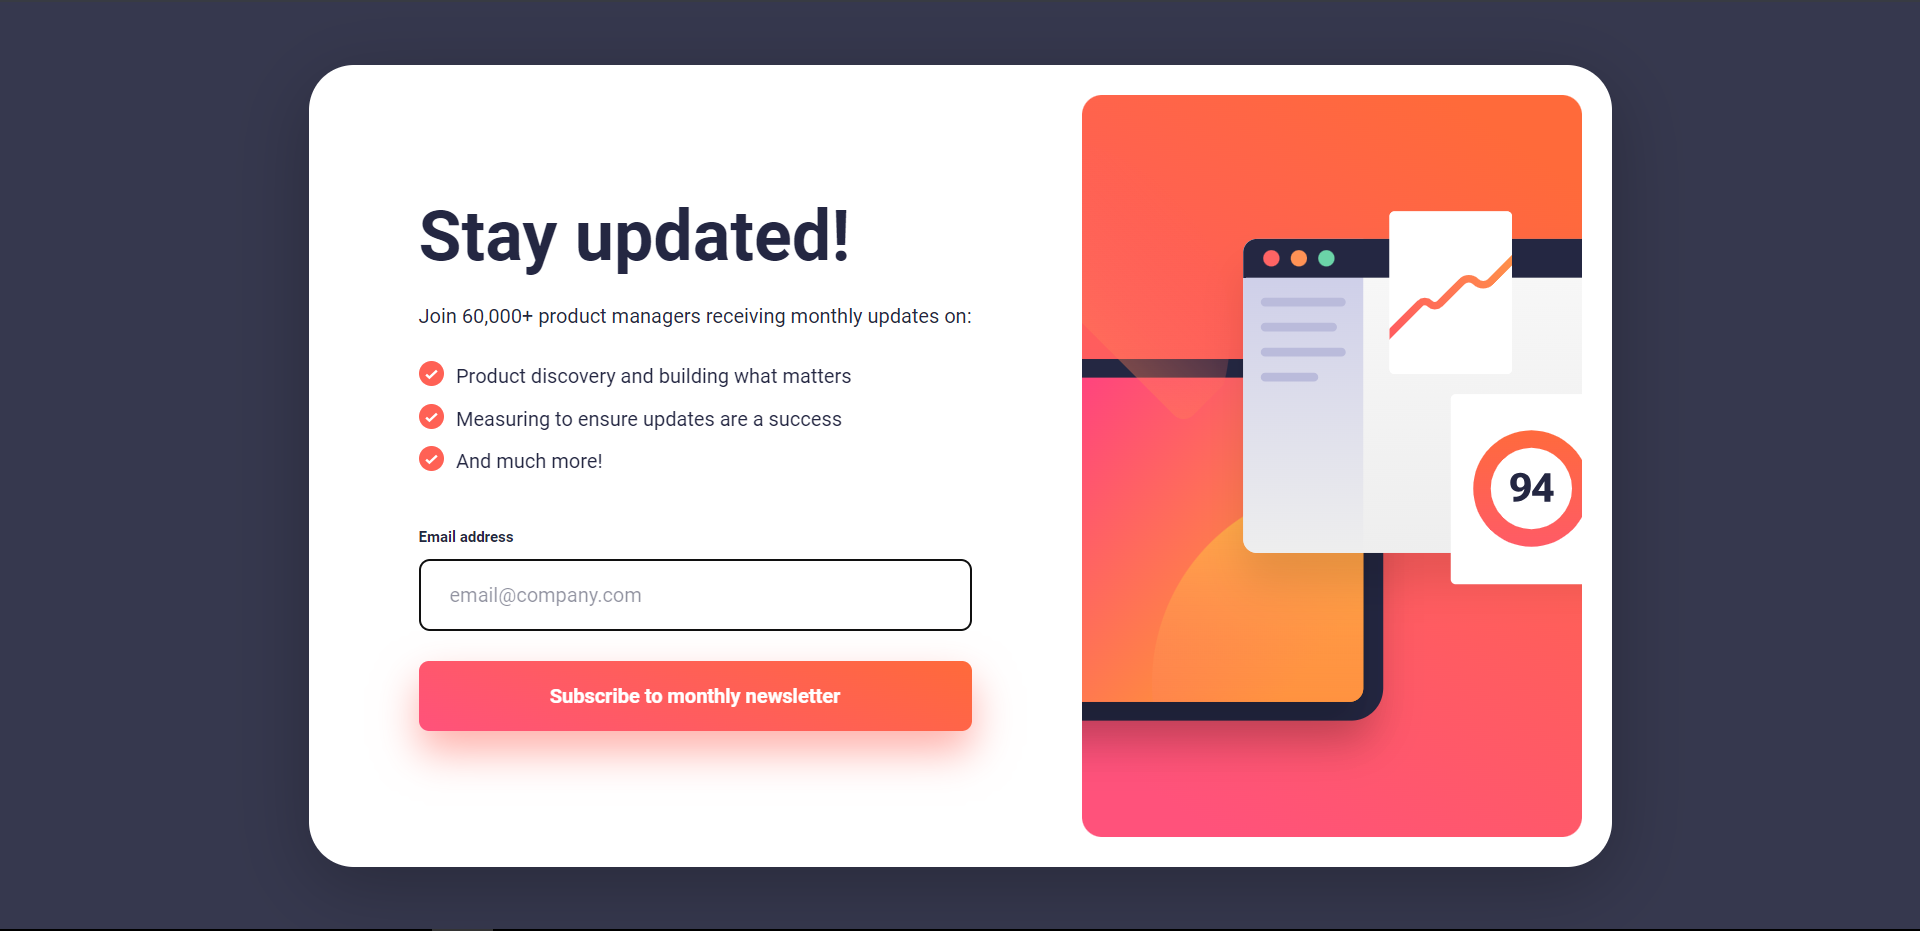 Stay updated!
Join 60,000+ product managers receiving monthly updates on:
Product discovery and building what matters
Measuring to ensure updates are a success
And much more!
Email address
email@company.com
Subscribe to monthly newsletter
94